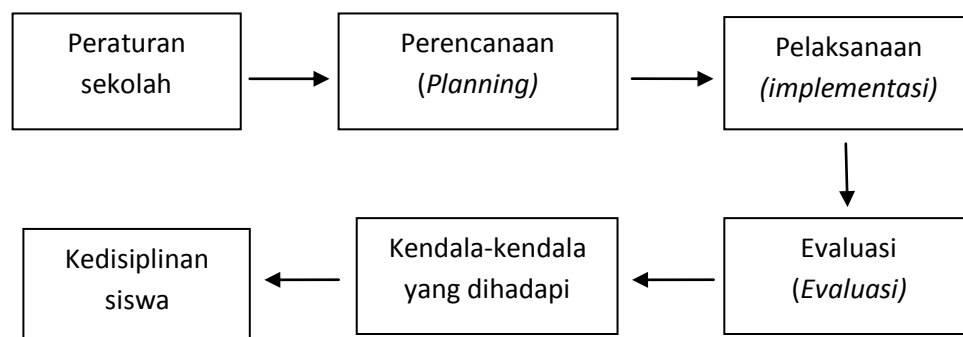 Peraturan
sekolah
Perencanaan
(Planning)
Pelaksanaan
(implementasi)
Evaluasi
(Evaluasi)
Kendala-kendala
yang dihadapi
Kedisiplinan
siswa